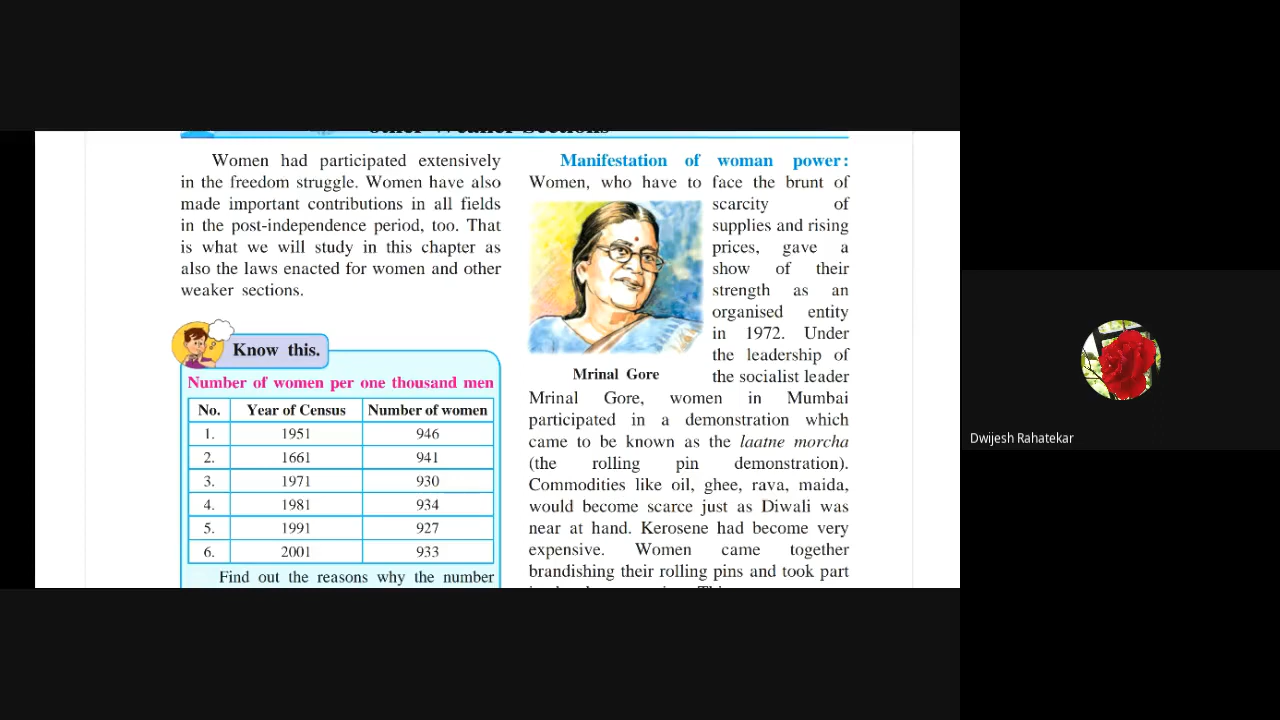 other Weaker Sections
Women had participated extensively
in the freedom struggle. Women have also
made important contributions in all fields
in the post-independence period, too. That
is what we will study in this chapter as
also the laws enacted for women and other
weaker sections.
Know this.
Number of women per one thousand men
No. Year of Census Number of women
1. 1951 946
2. 1661 941
3. 1971 930
4. 1981 934
5. 1991 927
6. 2001 933
Find out the reasons why the number
Manifestation of woman power:
Women, who have to face the brunt of
scarcity of
supplies and rising
prices, gave a
show of their
strength as an
organised entity
in 1972. Under
the leadership of
the socialist leader
Mrinal Gore
Mrinal Gore, women in Mumbai
participated in a demonstration which
came to be known as the laatne morcha
(the rolling pin demonstration).
Commodities like oil, ghee, rava, maida,
would become scarce just as Diwali was
near at hand. Kerosene had become very
expensive. Women came together
brandishing their rolling pins and took part
Dwijesh Rahatekar